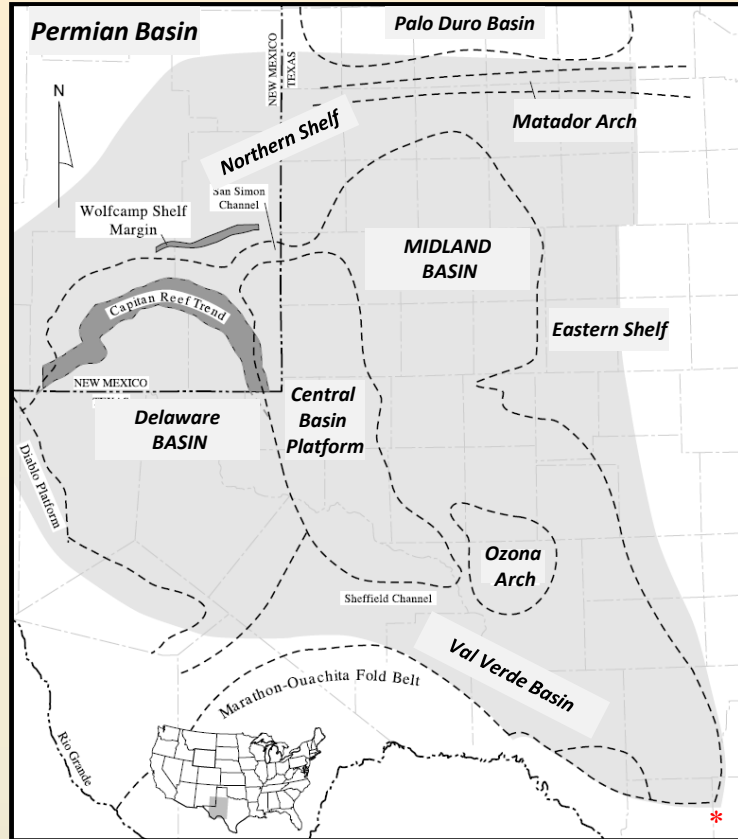 Permian Basin
Palo Duro Basin
NEW MEXICO
TEXAS
N
Matador Arch
Northern Shelf
San Simon
Channel
Wolfcamp Shelf
Margin
MIDLAND
BASIN
Capitan Reef Trend
Eastern Shelf
NEW MEXICO
Central
Basin
Platform
Delaware
BASIN
Diablo Platform
Ozona
Arch
Sheffield Channel
Val Verde Basin
Marathon-Ouachita Fold Belt
Rio Grande
*